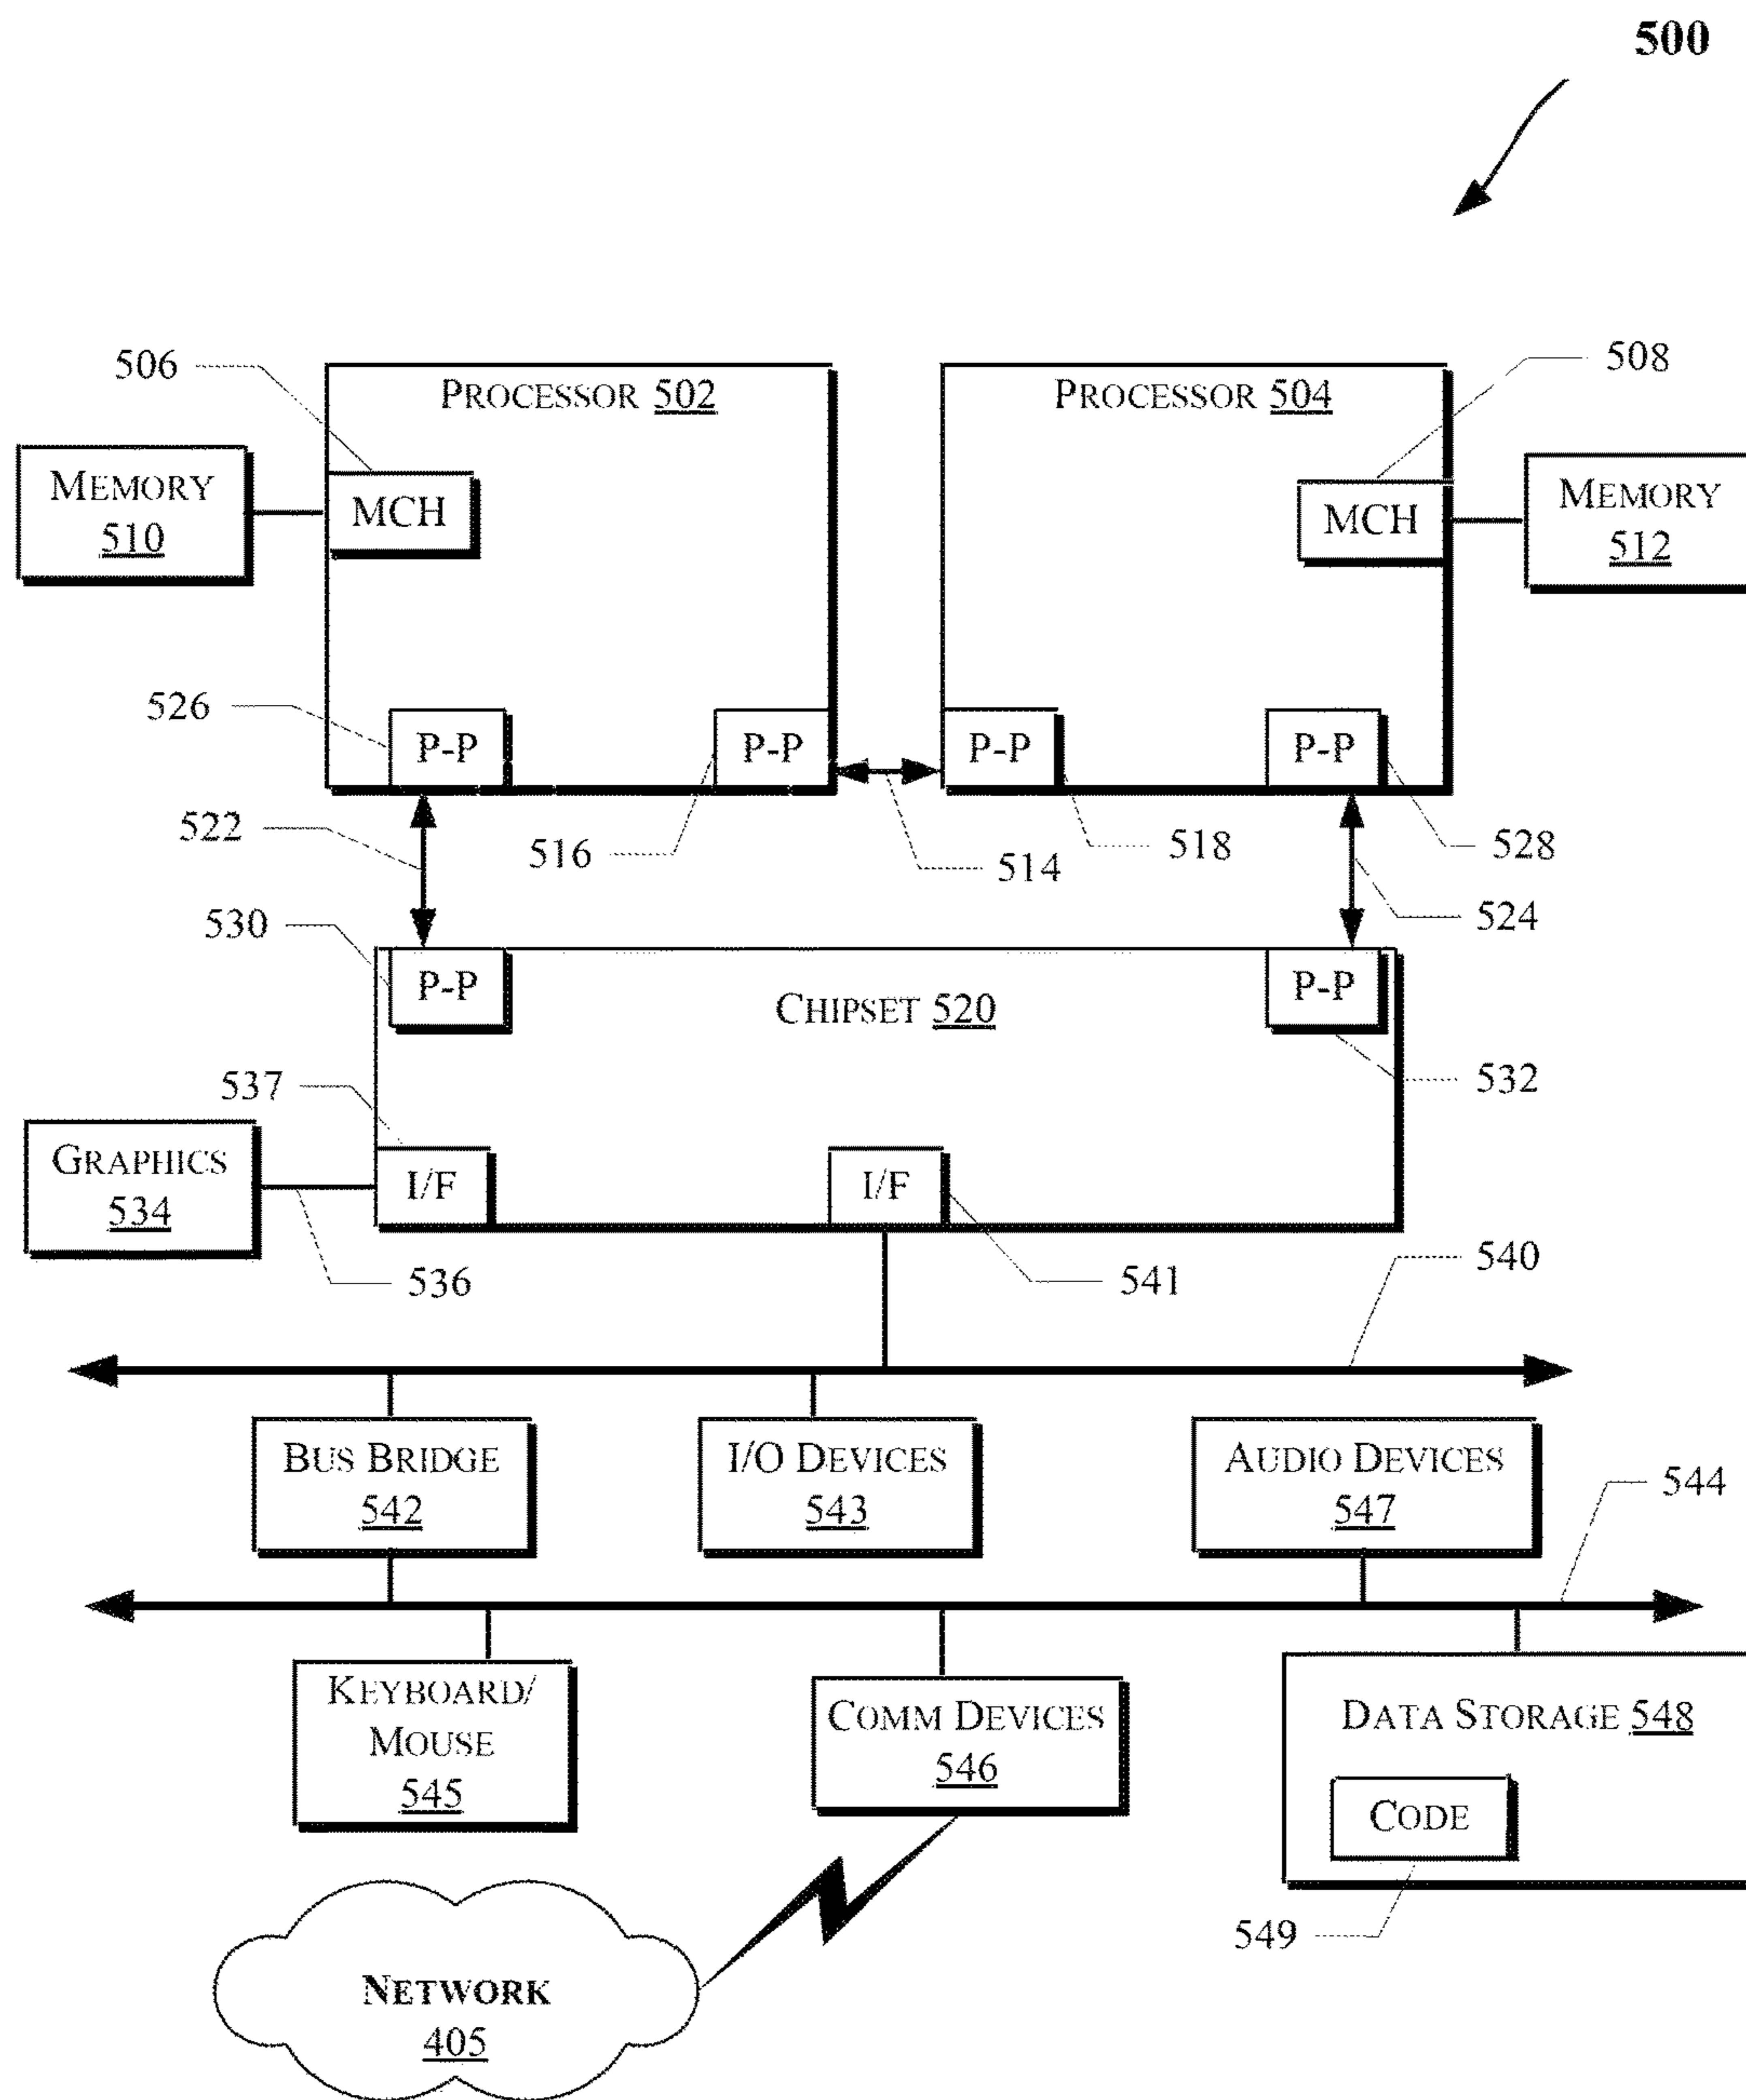 500
506
PROCESSOR 502
PROCESSOR 504
508
MEMORY
510
MCH
MCH
MEMORY
512
526
P-P
P-P
P-P
P-P
522
516
514
518
528
530
524
P-P
CHIPSET 520
P-P
537
532
GRAPHICS
534
I/F
I/F
536
541
540
BUS BRIDGE
542
I/O DEVICES
543
AUDIO DEVICES
547
544
KEYBOARD/
MOUSE
545
COMM DEVICES
546
DATA STORAGE 548
CODE
549
NETWORK
405